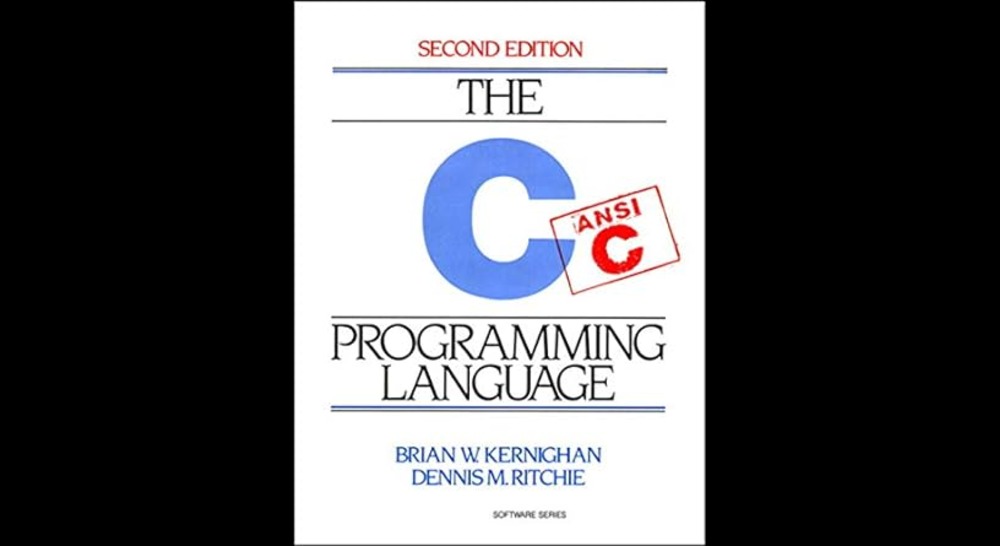 SECOND EDITION
THE
C
ANSI
C
PROGRAMMING
LANGUAGE
BRIAN W. KERNIGHAN
DENNIS M. RITCHIE
SOFTWARE SERIES